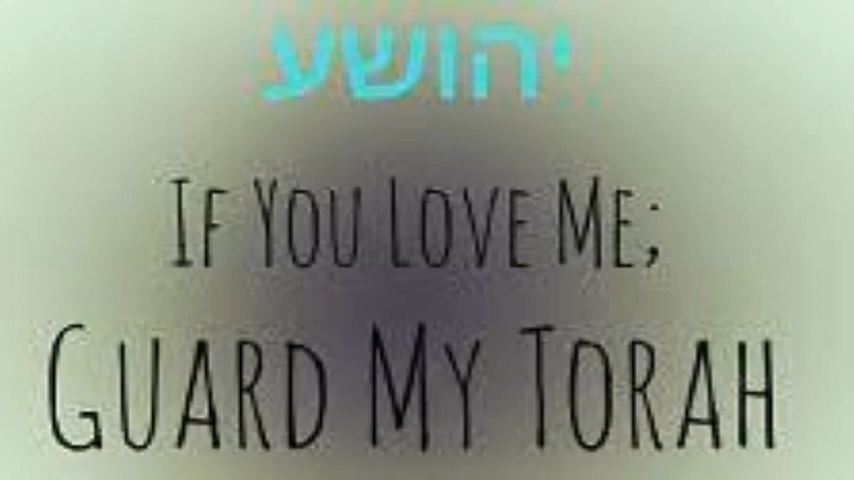 יהושע
If You Love Me;
Guard My Torah